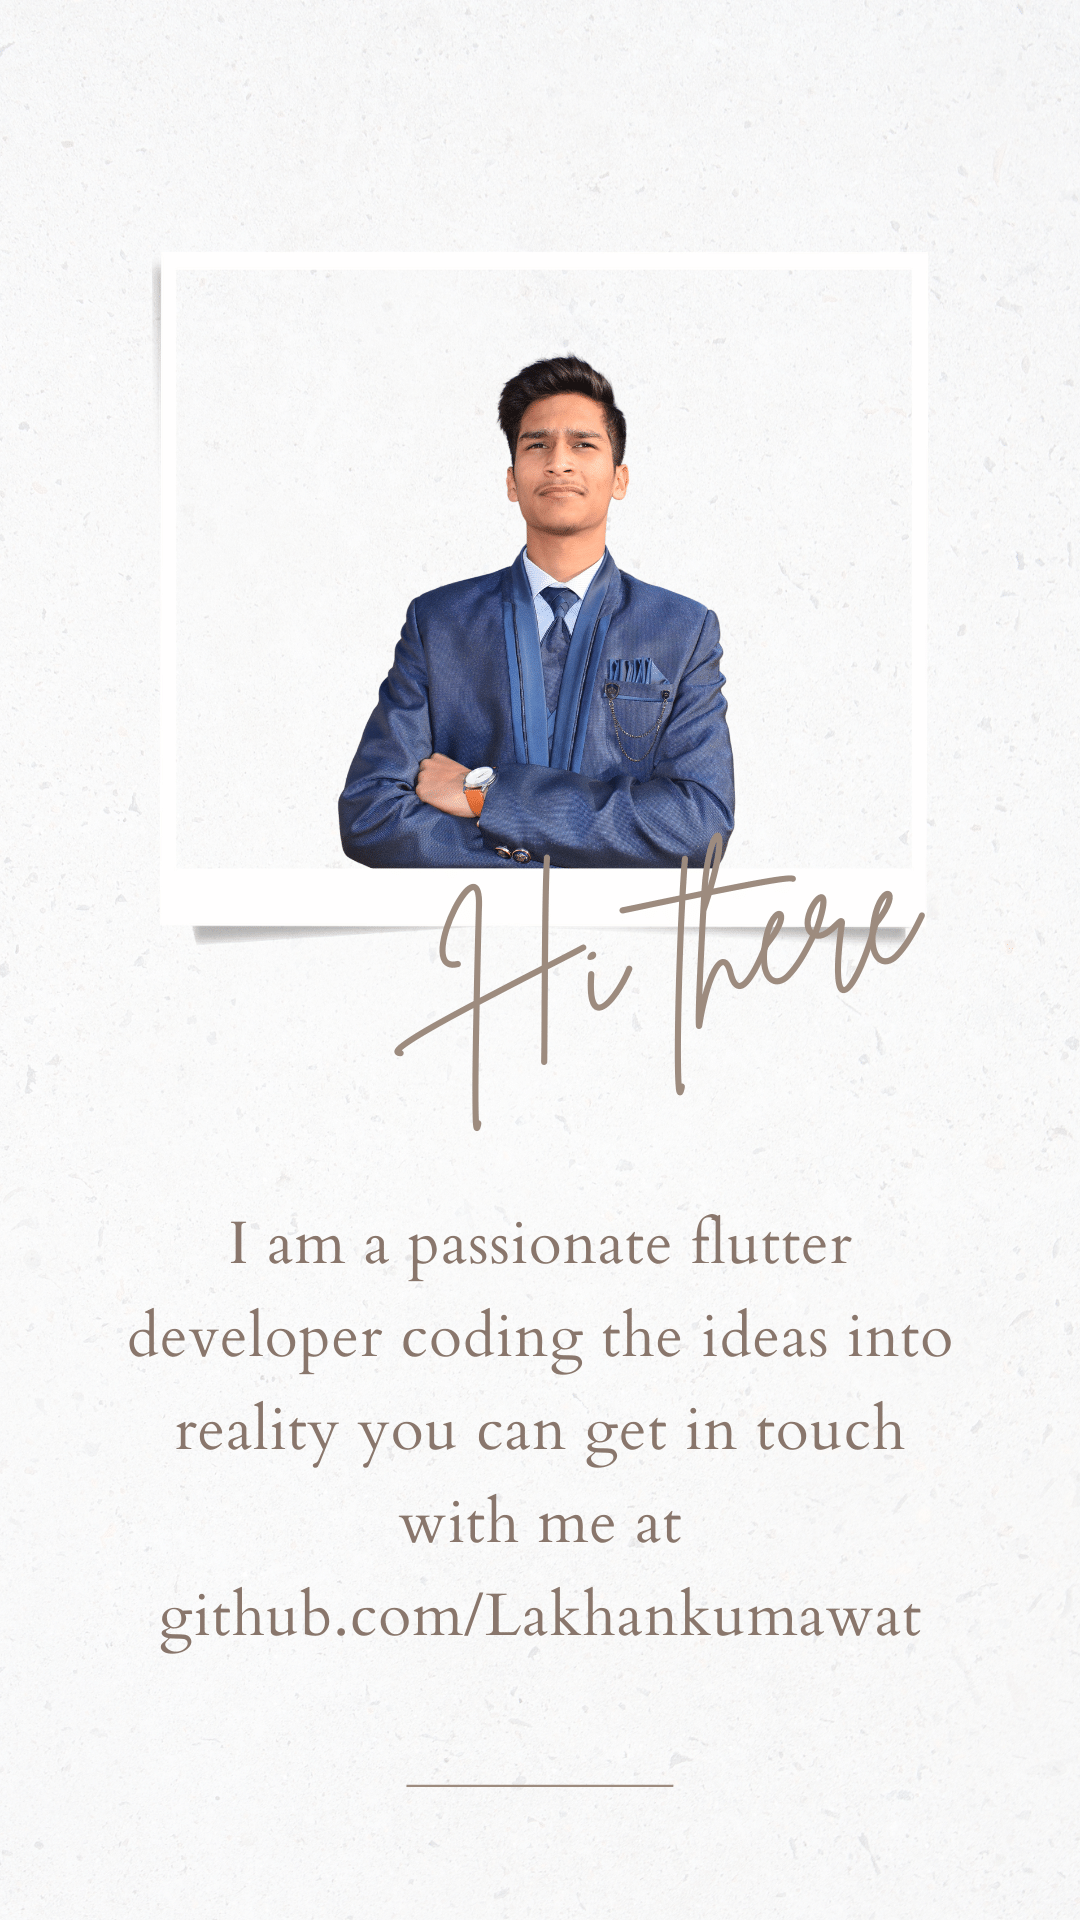 Hi there
I am a passionate flutter
developer coding the ideas into
reality you can get in touch
with me at
github.com/Lakhankumawat